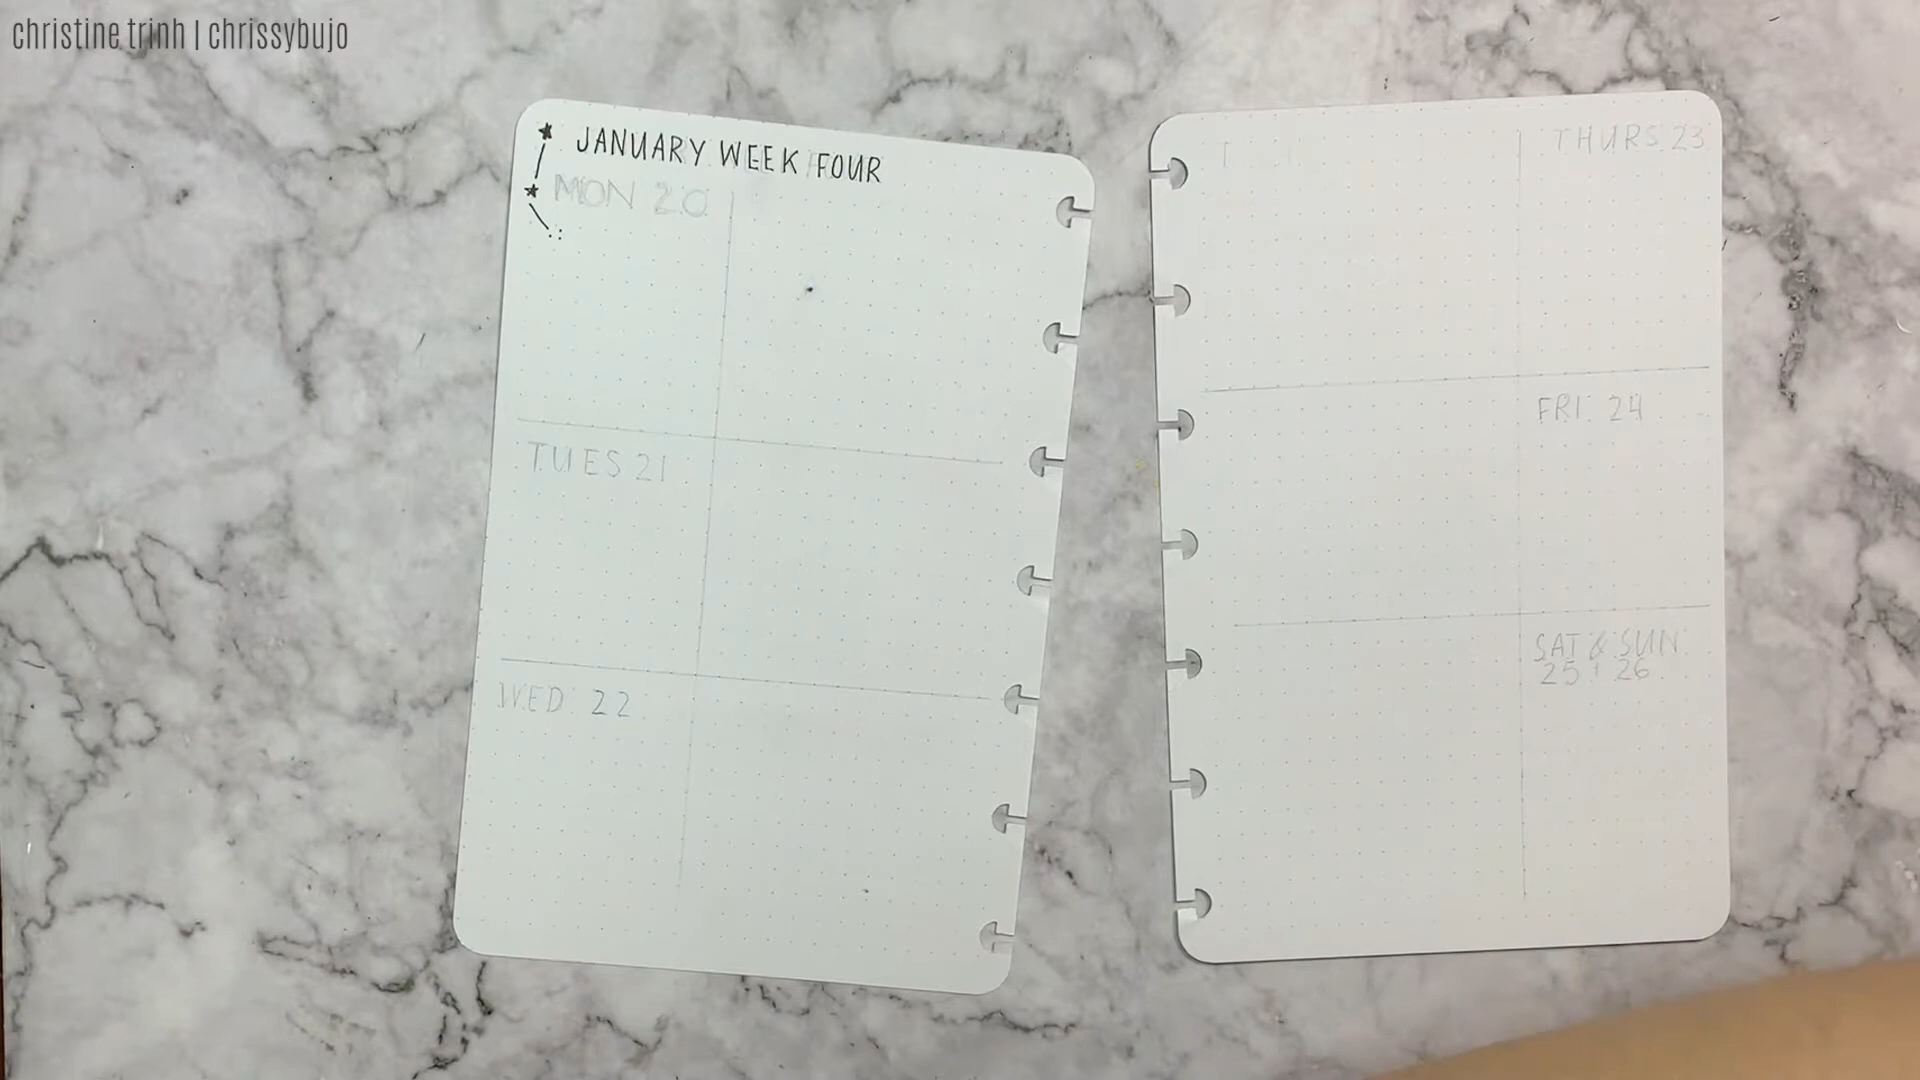 christine trinh | chrissybujo
JANUARY WEEK FOUR
MON 20
TUES 21
WED 22
THURS 23
FRI 24
SAT & SUN
25 + 26